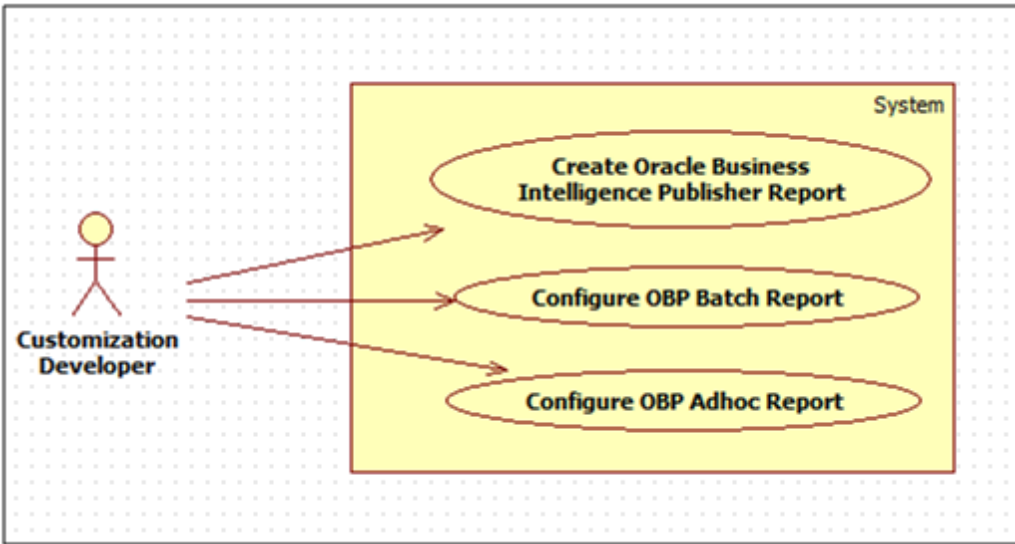 System
Create Oracle Business
Intelligence Publisher Report
Configure OBP Batch Report
Customization
Developer
Configure OBP Adhoc Report